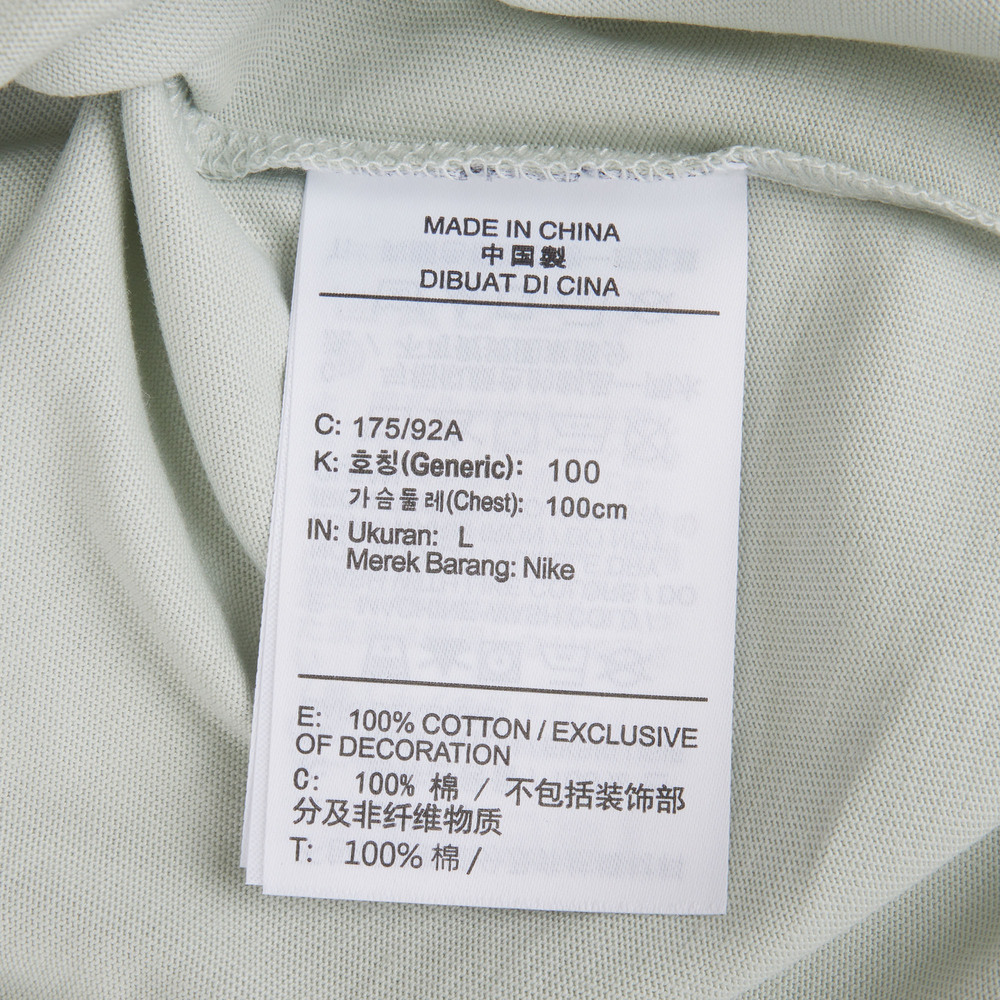 MADE IN CHINA
中国製
DIBUAT DI CINA
C: 175/92A
K: 호칭(Generic): 100
가슴둘레(Chest): 100cm
IN: Ukuran: L
Merek Barang: Nike
E: 100% COTTON / EXCLUSIVE
OF DECORATION
C: 100% 棉 / 不包括装饰部
分及非纤维物质
T: 100% 棉 /